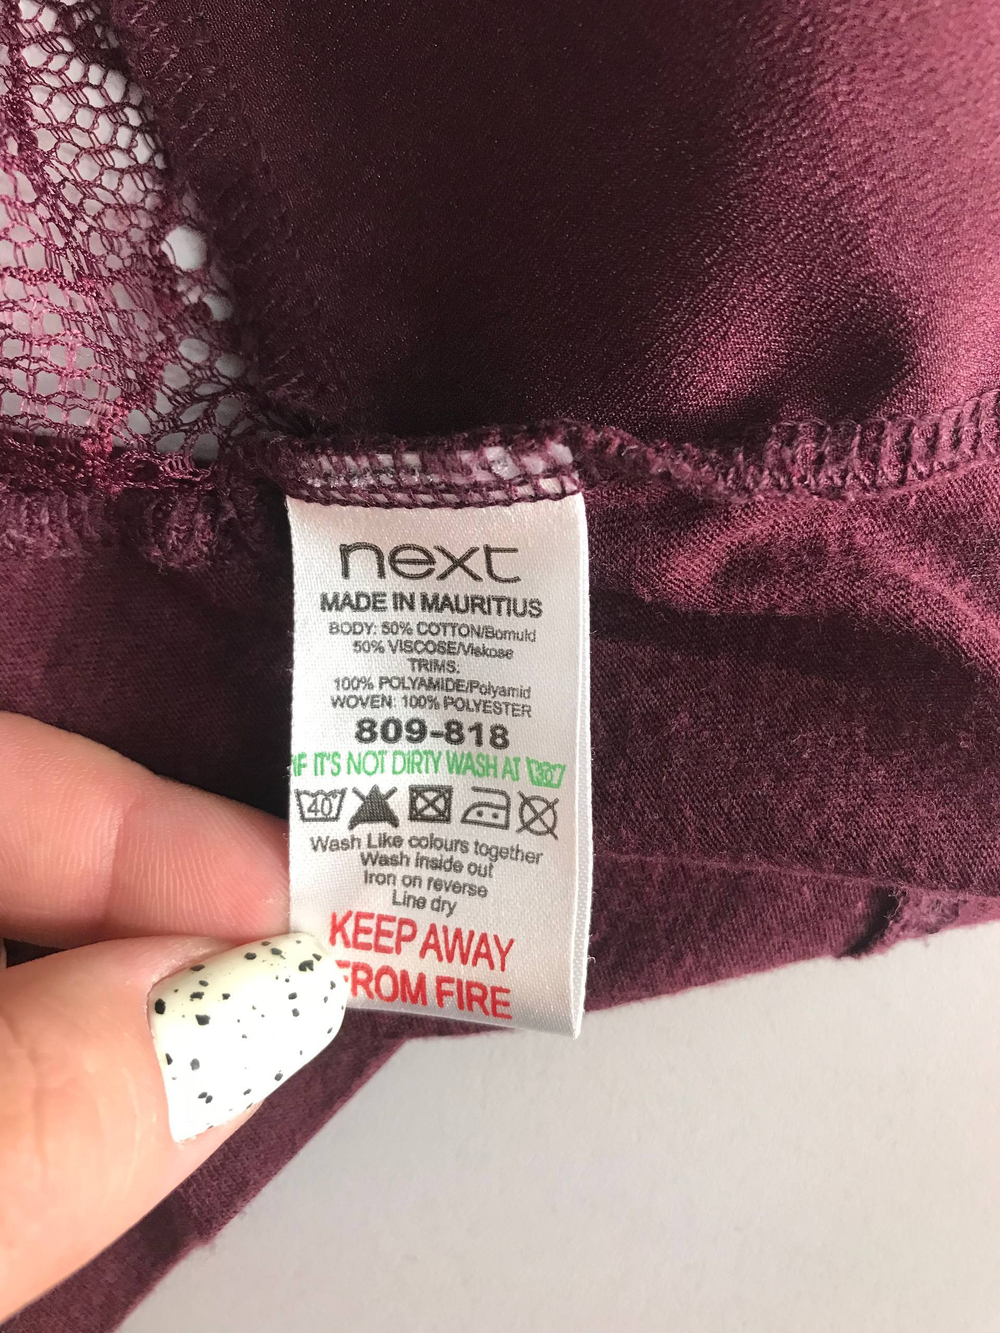 next
MADE IN MAURITIUS
BODY: 50% COTTON/Bomuld
50% VISCOSE/Viskose
TRIMS:
100% POLYAMIDE/Polyamid
WOVEN: 100% POLYESTER
809-818
IF IT'S NOT DIRTY WASH AT 30
40
Wash Like colours together
Wash inside out
Iron on reverse
Line dry
KEEP AWAY
FROM FIRE